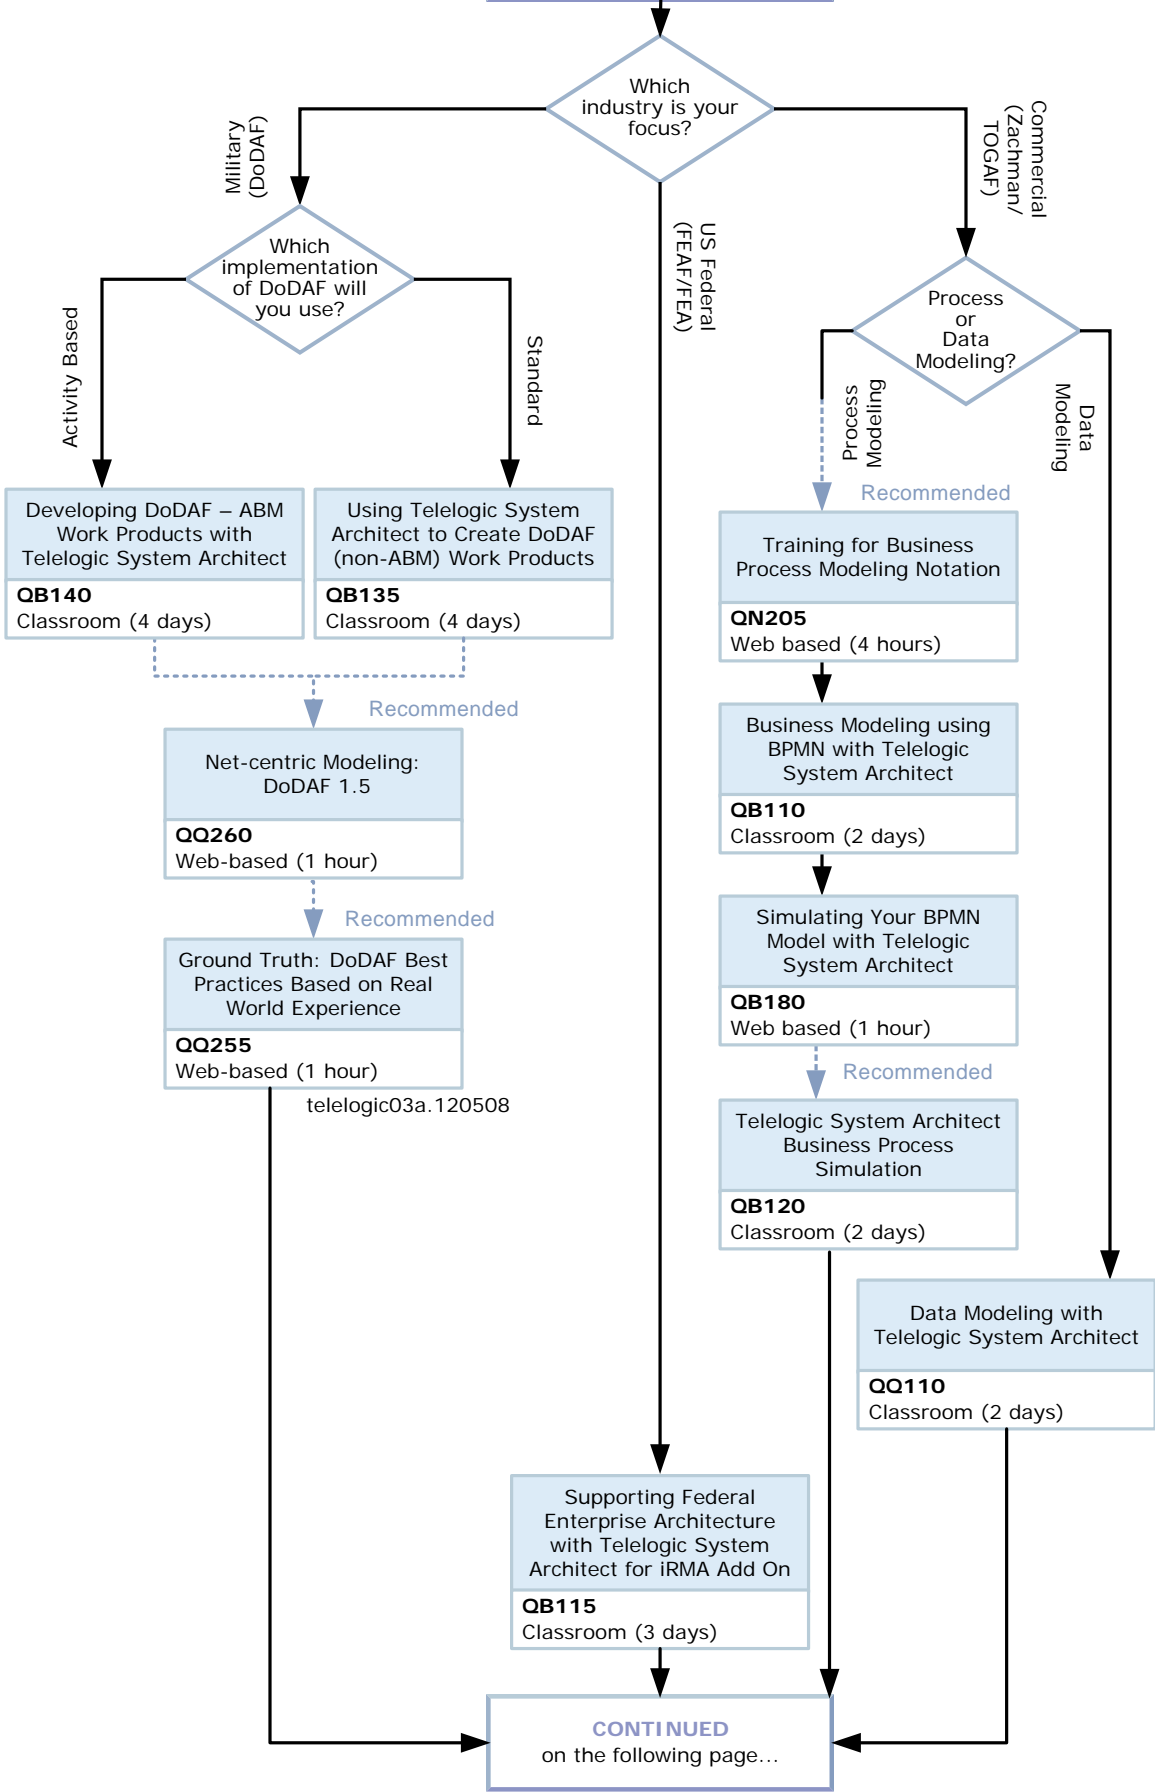 Which
industry is your
focus?
Military
(DoDAF)
US Federal
(FEAF/FEA)
Commercial
(Zachman/
TOGAF)
Which
implementation
of DoDAF will
you use?
Activity Based
Standard
Process
or
Data
Modeling?
Process
Modeling
Data
Modeling
Developing DoDAF – ABM
Work Products with
Telelogic System Architect
QB140
Classroom (4 days)
Using Telelogic System
Architect to Create DoDAF
(non-ABM) Work Products
QB135
Classroom (4 days)
Recommended
Net-centric Modeling:
DoDAF 1.5
QQ260
Web-based (1 hour)
Recommended
Ground Truth: DoDAF Best
Practices Based on Real
World Experience
QQ255
Web-based (1 hour)
telelogic03a.120508
Recommended
Training for Business
Process Modeling Notation
QN205
Web based (4 hours)
Business Modeling using
BPMN with Telelogic
System Architect
QB110
Classroom (2 days)
Simulating Your BPMN
Model with Telelogic
System Architect
QB180
Web based (1 hour)
Recommended
Telelogic System Architect
Business Process
Simulation
QB120
Classroom (2 days)
Data Modeling with
Telelogic System Architect
QQ110
Classroom (2 days)
Supporting Federal
Enterprise Architecture
with Telelogic System
Architect for iRMA Add On
QB115
Classroom (3 days)
CONTINUED
on the following page...